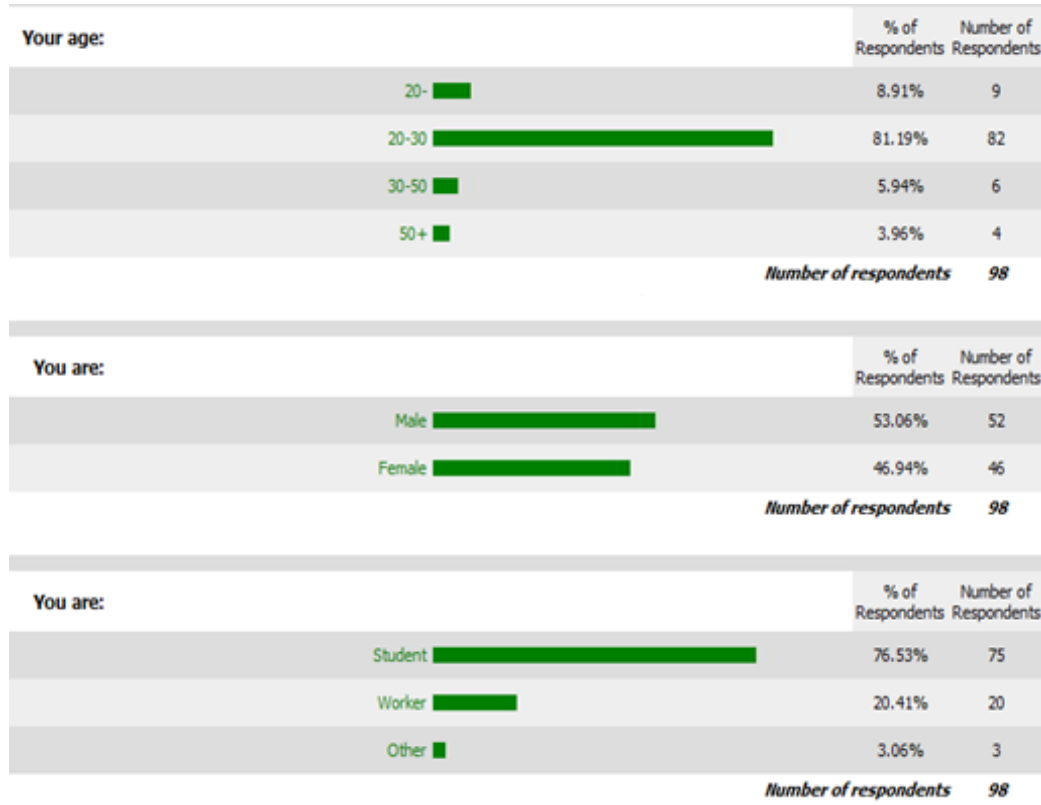 Your age: % of Respondents Number of Respondents
20- 8.91% 9
20-30 81.19% 82
30-50 5.94% 6
50+ 3.96% 4
Number of respondents 98
You are: % of Respondents Number of Respondents
Male 53.06% 52
Female 46.94% 46
Number of respondents 98
You are: % of Respondents Number of Respondents
Student 76.53% 75
Worker 20.41% 20
Other 3.06% 3
Number of respondents 98